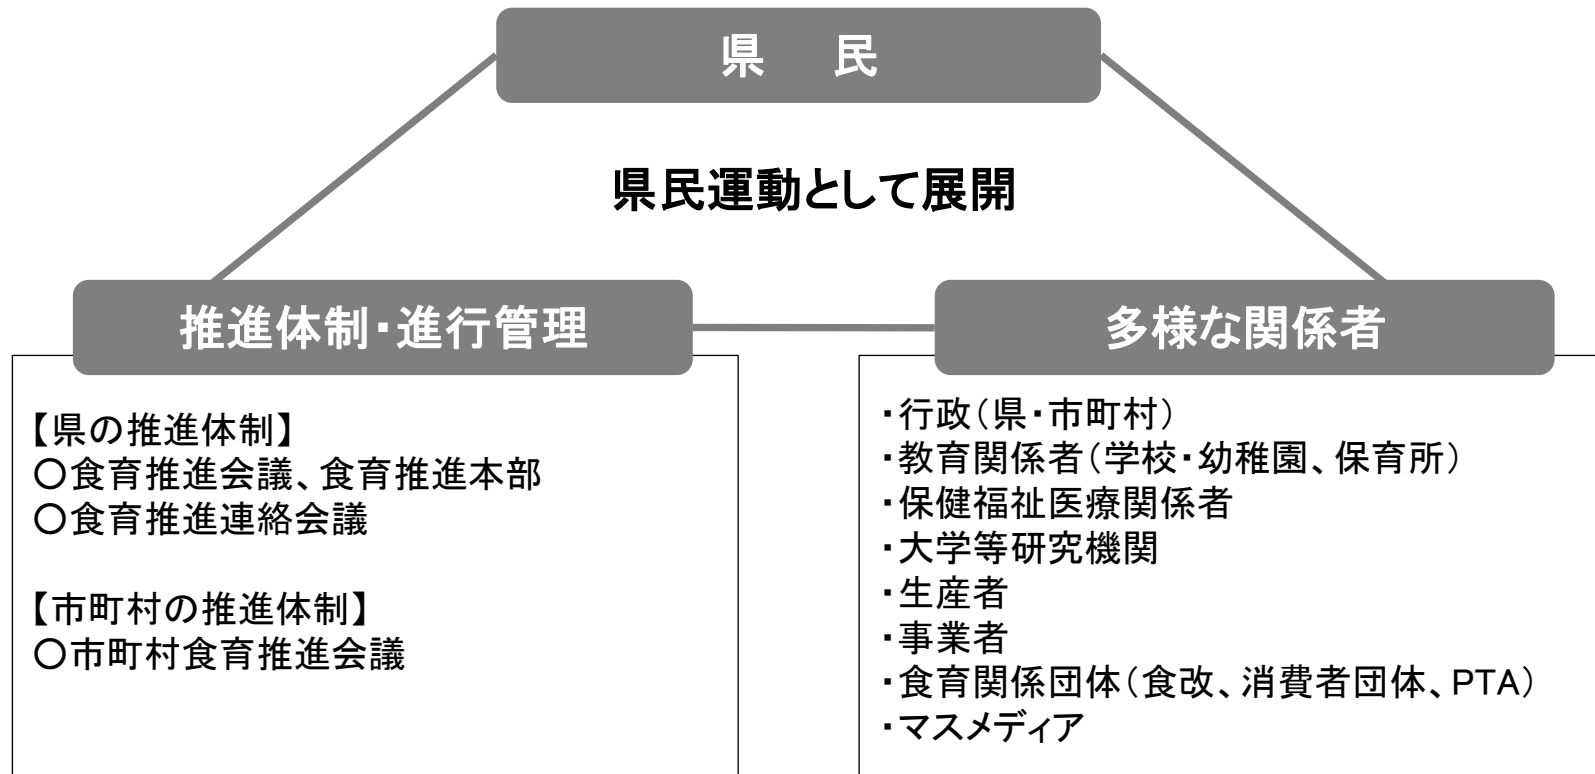 県　民
県民運動として展開
推進体制・進行管理
【県の推進体制】
〇食育推進会議、食育推進本部
〇食育推進連絡会議
【市町村の推進体制】
〇市町村食育推進会議
多様な関係者
・行政（県・市町村）
・教育関係者（学校・幼稚園、保育所）
・保健福祉医療関係者
・大学等研究機関
・生産者
・事業者
・食育関係団体（食改、消費者団体、PTA）
・マスメディア